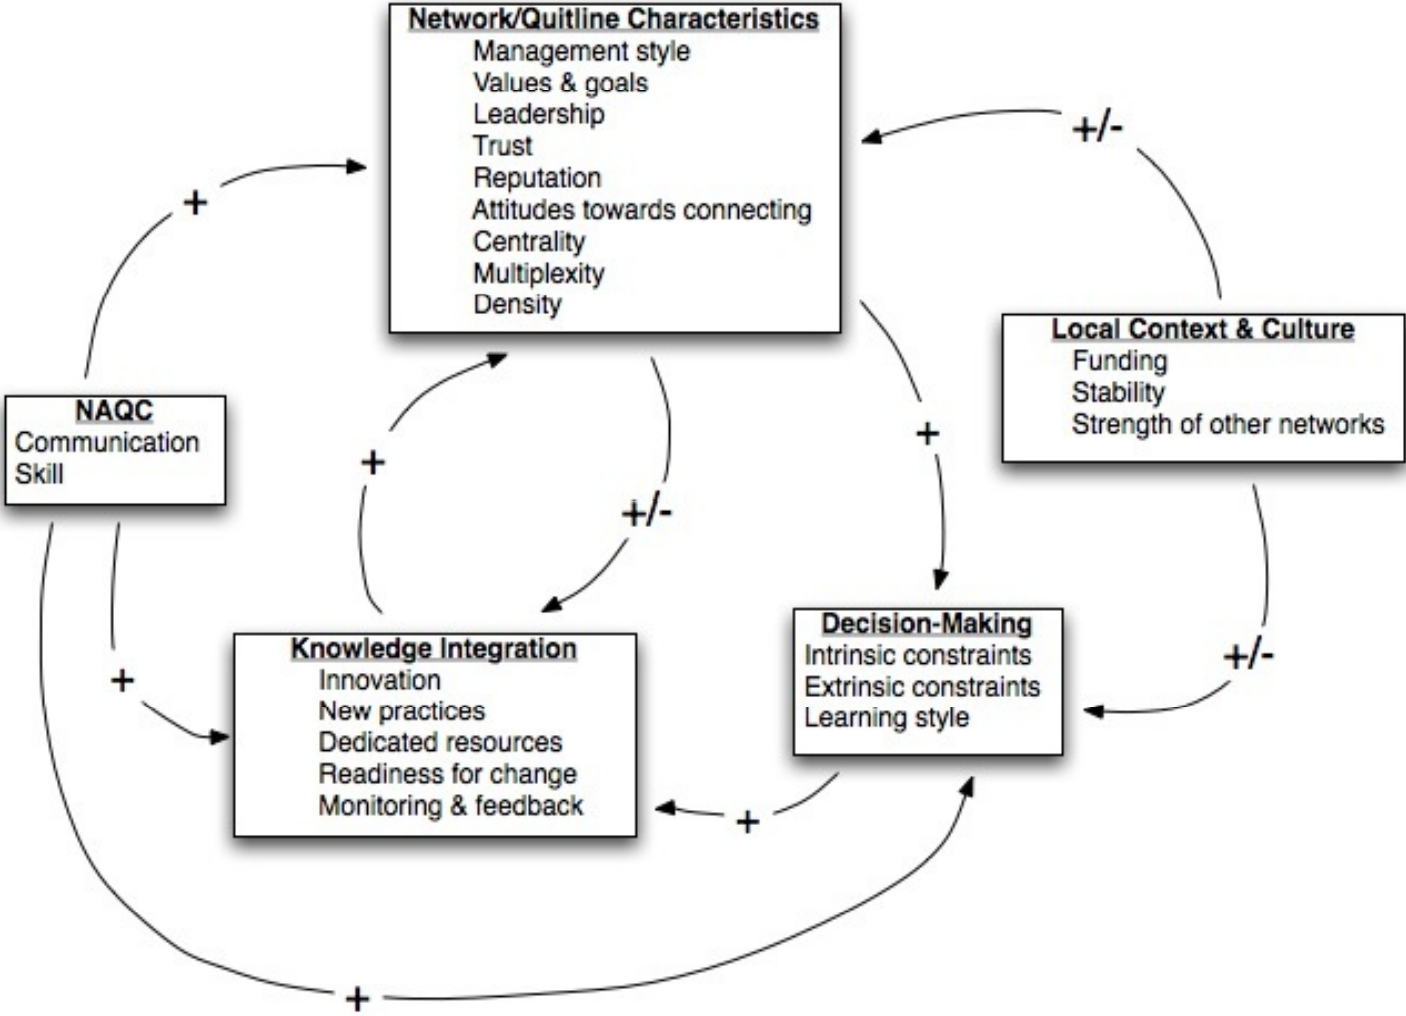 Network/Quitline Characteristics
Management style
Values & goals
Leadership
Trust
Reputation
Attitudes towards connecting
Centrality
Multiplexity
Density
+/-
+
Local Context & Culture
Funding
Stability
Strength of other networks
NAQC
Communication
Skill
+
+
+/-
Knowledge Integration
Innovation
New practices
Dedicated resources
Readiness for change
Monitoring & feedback
Decision-Making
Intrinsic constraints
Extrinsic constraints
Learning style
+/-
+
+
+